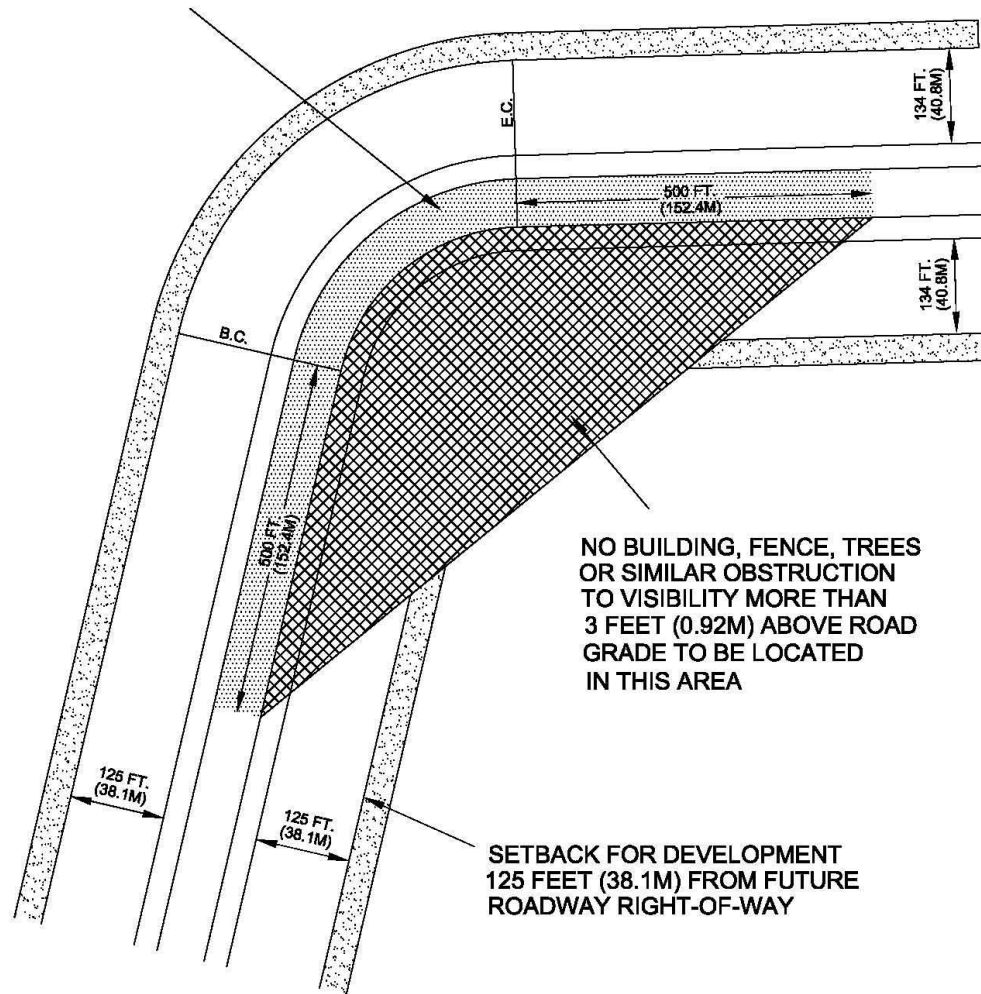 E.C.
134 FT.
(40.8M)
500 FT.
(152.4M)
134 FT.
(40.8M)
B.C.
500 FT.
(152.4M)
NO BUILDING, FENCE, TREES
OR SIMILAR OBSTRUCTION
TO VISIBILITY MORE THAN
3 FEET (0.92M) ABOVE ROAD
GRADE TO BE LOCATED
IN THIS AREA
125 FT.
(38.1M)
125 FT.
(38.1M)
SETBACK FOR DEVELOPMENT
125 FEET (38.1M) FROM FUTURE
ROADWAY RIGHT-OF-WAY